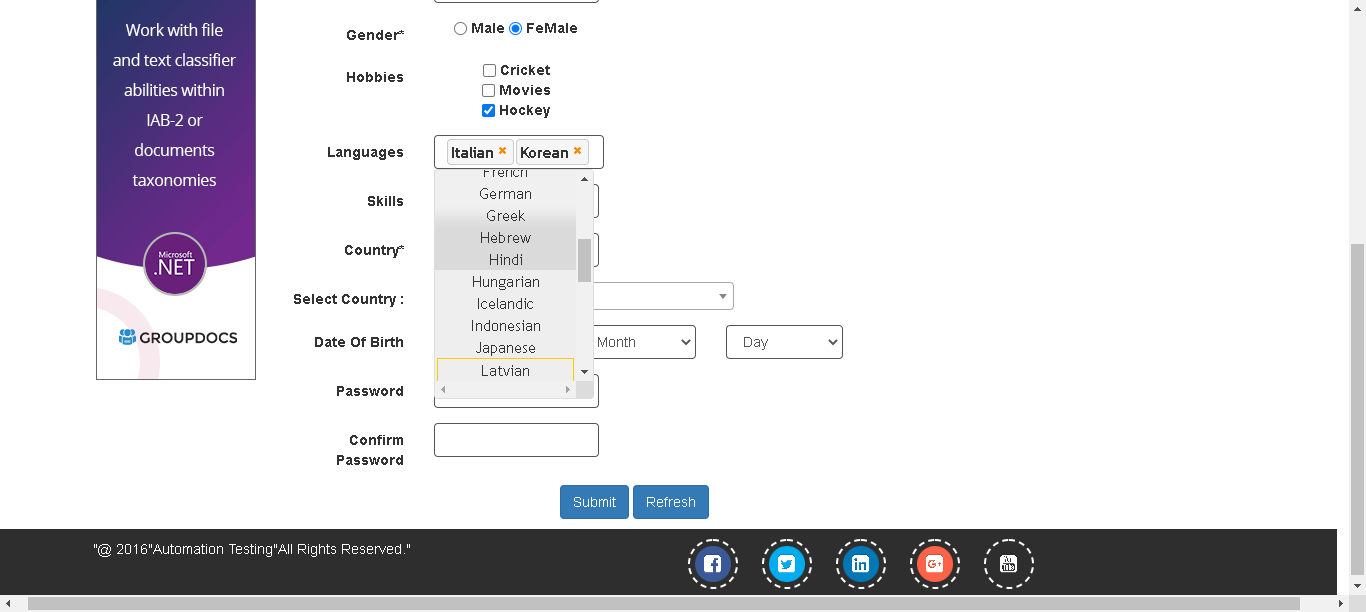 Work with file
and text classifier
abilities within
IAB-2 or
documents
taxonomies
Microsoft
.NET
GROUPDOCS
Gender*
Male FeMale
Hobbies
Cricket
Movies
Hockey
Languages
Italian Korean
French
German
Greek
Hebrew
Hindi
Hungarian
Icelandic
Indonesian
Japanese
Latvian
Skills
Country*
Select Country :
Date Of Birth
Month
Day
Password
Confirm
Password
Submit
Refresh
"@ 2016"Automation Testing"All Rights Reserved."